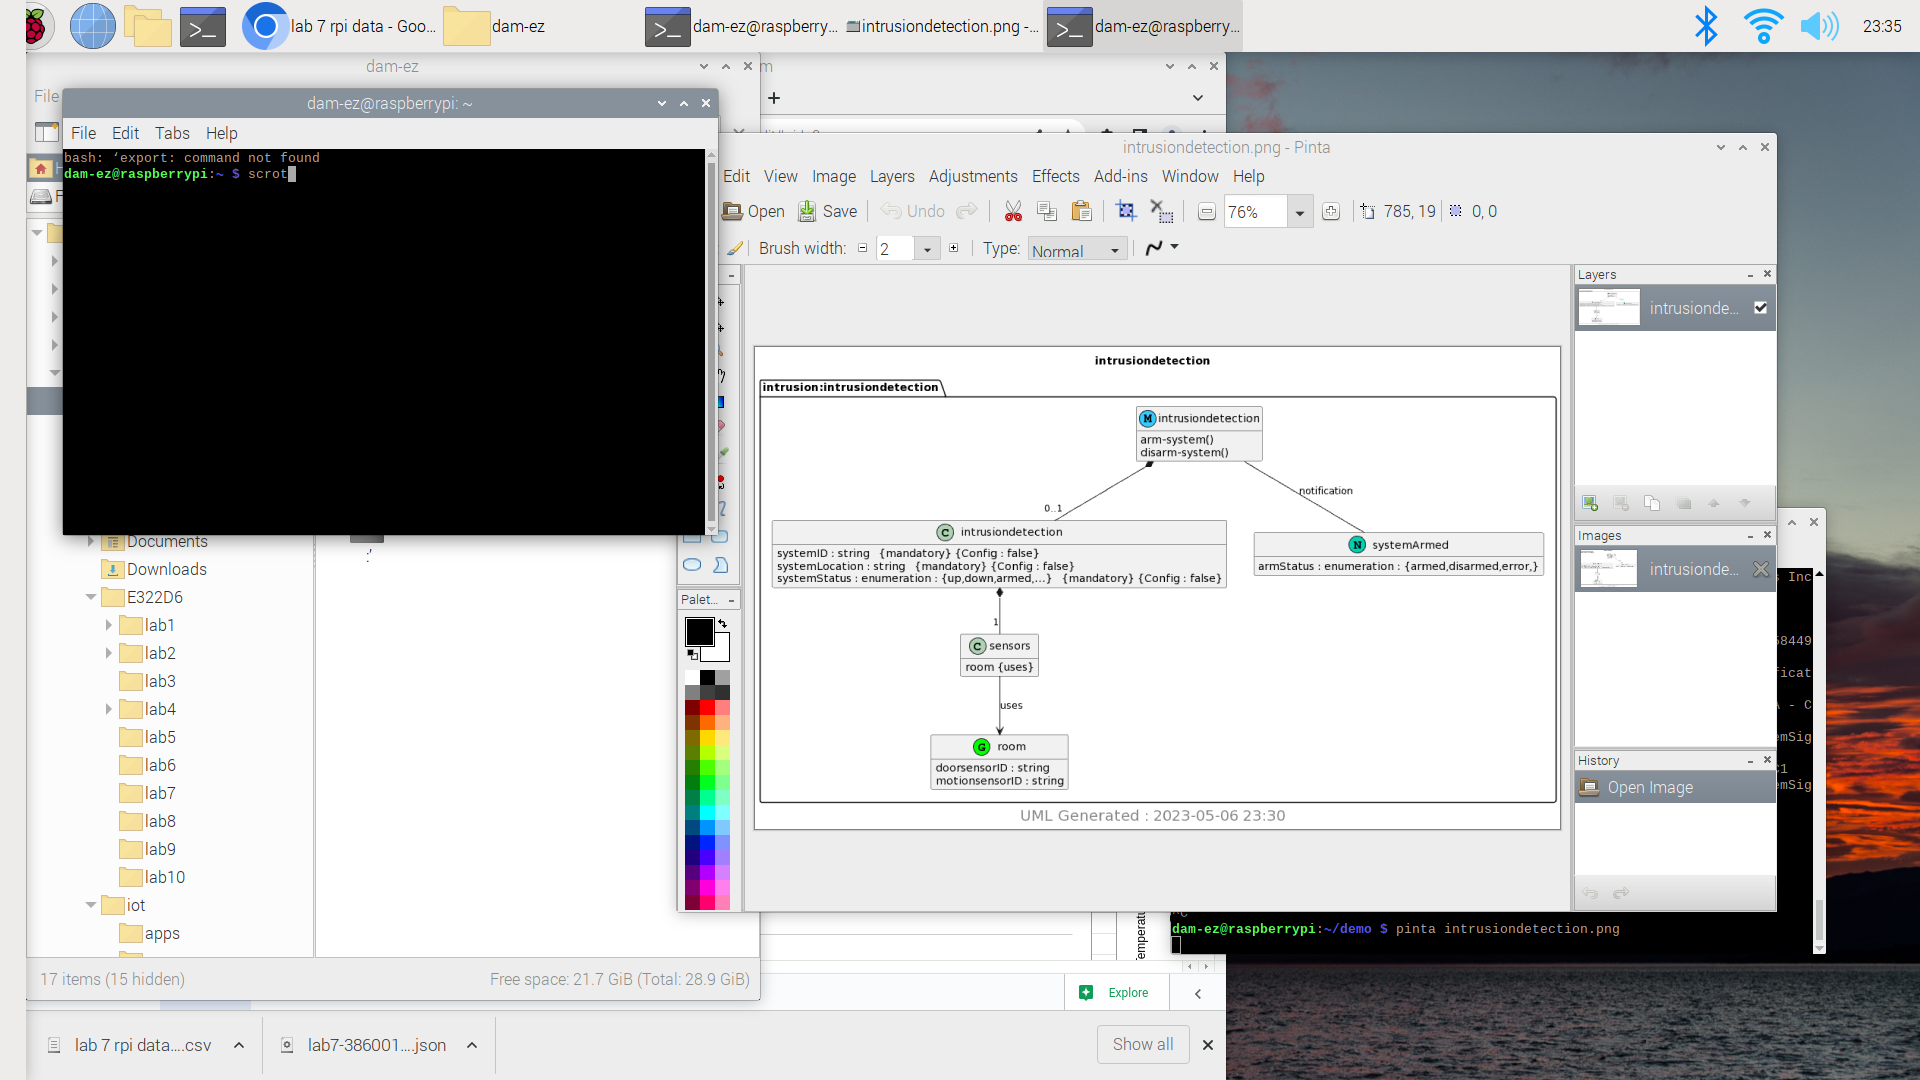 lab 7 rpi data - Goo...
dam-ez
dam-ez@raspberry...
intrusiondetection.png -...
dam-ez@raspberry...
23:35
dam-ez
File
dam-ez@raspberrypi: ~
File Edit Tabs Help
bash: ‘export: command not found
dam-ez@raspberrypi:~ $ scrot
intrusiondetection.png - Pinta
Edit View Image Layers Adjustments Effects Add-ins Window Help
Open Save Undo 76% 785, 19 0, 0
Brush width: 2 Type: Normal
Layers
intrusionde...
intrusiondetection
intrusion:intrusiondetection
M intrusiondetection
arm-system()
disarm-system()
notification
0..1
C intrusiondetection
systemID : string {mandatory} {Config : false}
systemLocation : string {mandatory} {Config : false}
systemStatus : enumeration : {up,down,armed,...} {mandatory} {Config : false}
N systemArmed
armStatus : enumeration : {armed,disarmed,error,}
1
C sensors
room {uses}
uses
G room
doorsensorID : string
motionsensorID : string
UML Generated : 2023-05-06 23:30
Images
intrusionde...
History
Open Image
Palet...
Documents
Downloads
E322D6
lab1
lab2
lab3
lab4
lab5
lab6
lab7
lab8
lab9
lab10
iot
apps
17 items (15 hidden)
Free space: 21.7 GiB (Total: 28.9 GiB)
Inc
68449
ficat
A - C
emSig
C1
emSig
^C
dam-ez@raspberrypi:~/demo $ pinta intrusiondetection.png
Explore
lab 7 rpi data....csv
lab7-386001....json
Show all